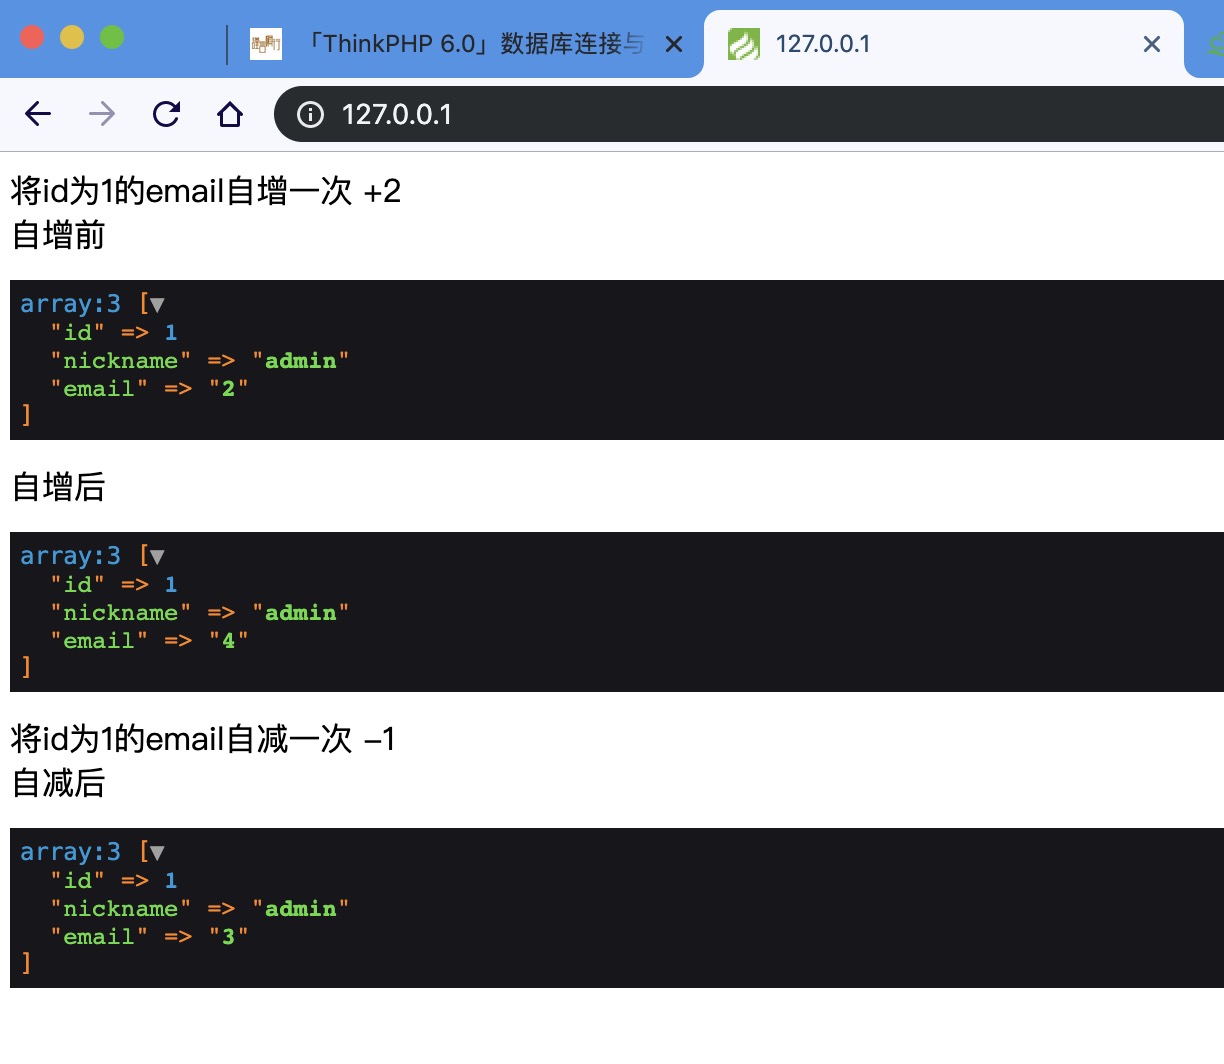 「ThinkPHP 6.0」数据库连接与
127.0.0.1
127.0.0.1
将id为1的email自增一次 +2
自增前
array:3 [▼
"id" => 1
"nickname" => "admin"
"email" => "2"
]
自增后
array:3 [▼
"id" => 1
"nickname" => "admin"
"email" => "4"
]
将id为1的email自减一次 –1
自减后
array:3 [▼
"id" => 1
"nickname" => "admin"
"email" => "3"
]